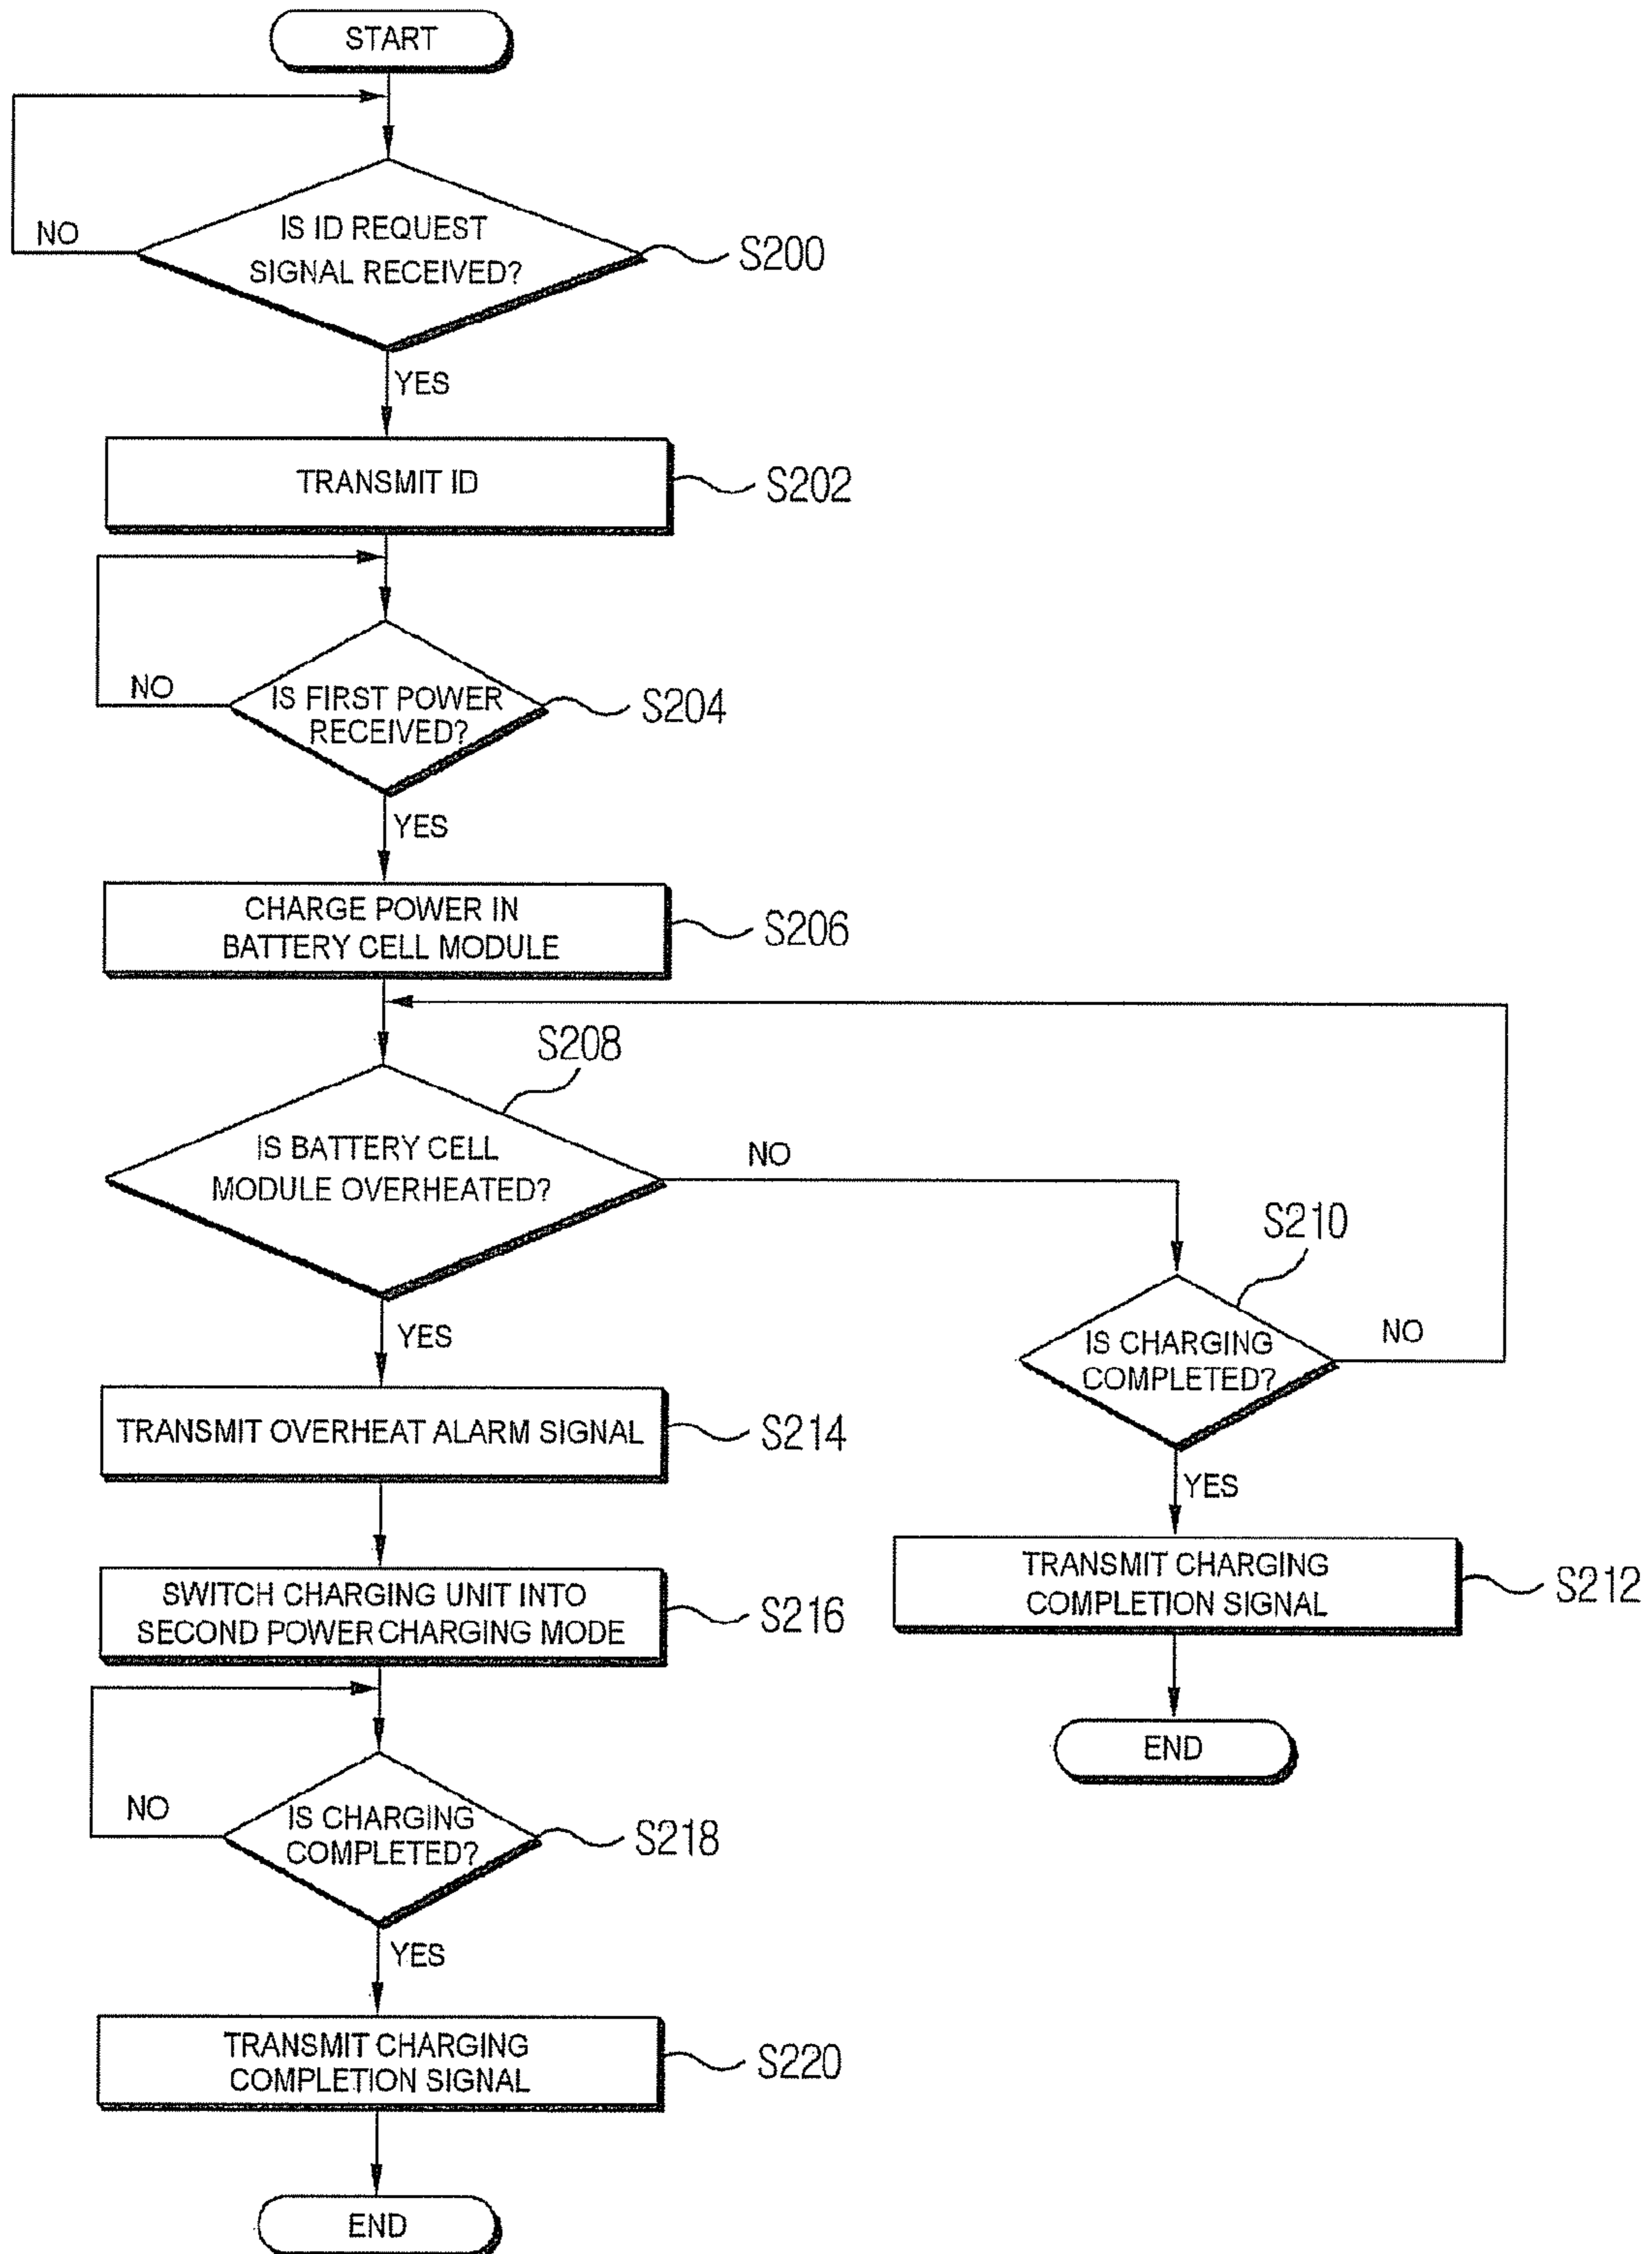 START
NO
IS ID REQUEST
SIGNAL RECEIVED?
S200
YES
TRANSMIT ID
S202
NO
IS FIRST POWER
RECEIVED?
S204
YES
CHARGE POWER IN
BATTERY CELL MODULE
S206
S208
IS BATTERY CELL
MODULE OVERHEATED?
NO
S210
IS CHARGING
COMPLETED?
NO
YES
TRANSMIT OVERHEAT ALARM SIGNAL
S214
YES
TRANSMIT CHARGING
COMPLETION SIGNAL
S212
SWITCH CHARGING UNIT INTO
SECOND POWER CHARGING MODE
S216
END
NO
IS CHARGING
COMPLETED?
S218
YES
TRANSMIT CHARGING
COMPLETION SIGNAL
S220
END